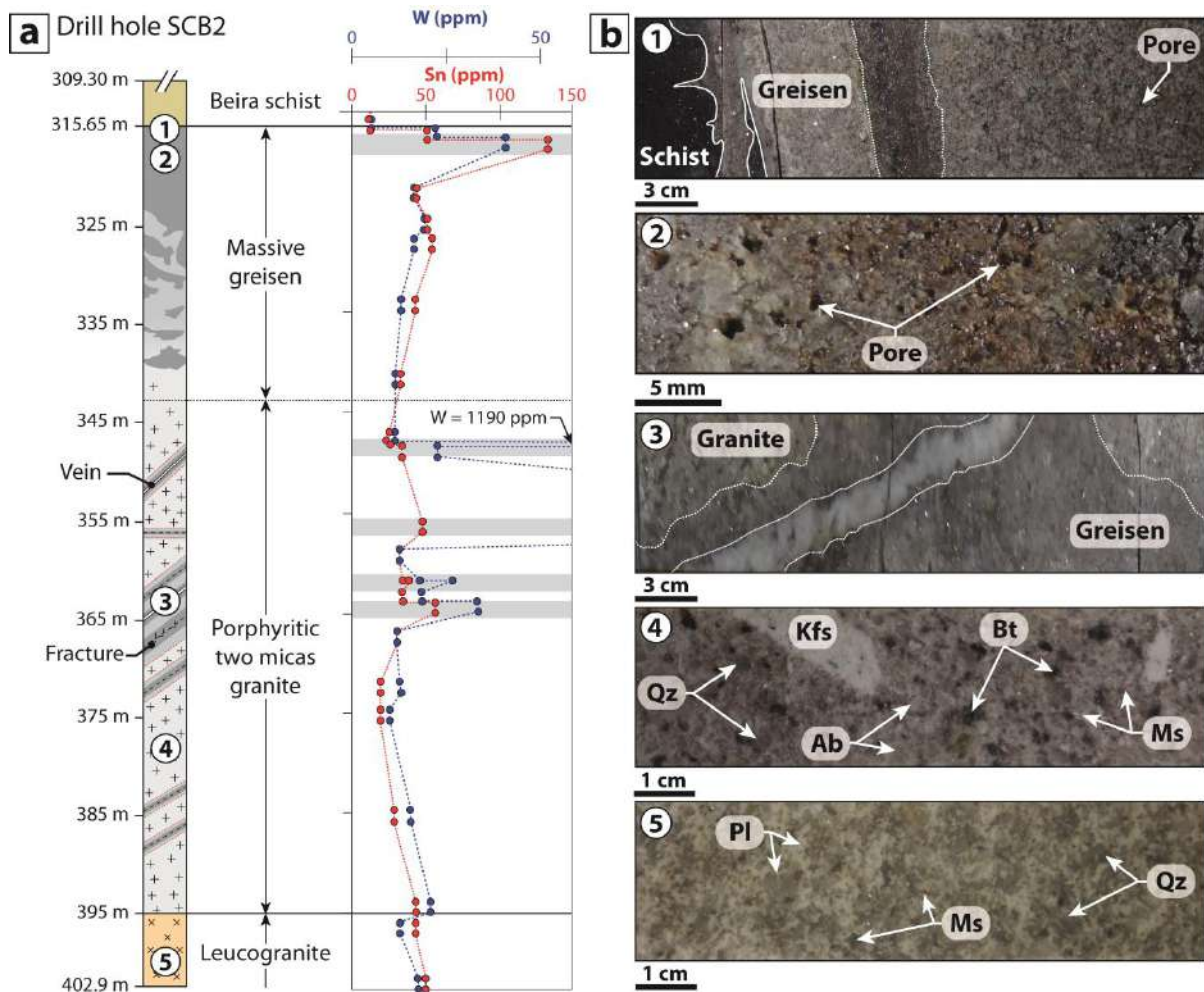 a Drill hole SCB2
W (ppm)
0 50
Sn (ppm)
0 50 100 150
309.30 m
Beira schist
315.65 m
1
2
325 m
Massive
greisen
335 m
345 m
W = 1190 ppm
Vein
355 m
3
365 m
Fracture
Porphyritic
two micas
granite
375 m
4
385 m
395 m
Leucogranite
5
402.9 m
b
1
Pore
Greisen
Schist
3 cm
2
Pore
5 mm
3
Granite
Greisen
3 cm
4
Kfs
Bt
Qz
Ab
Ms
1 cm
5
Pl
Qz
Ms
1 cm